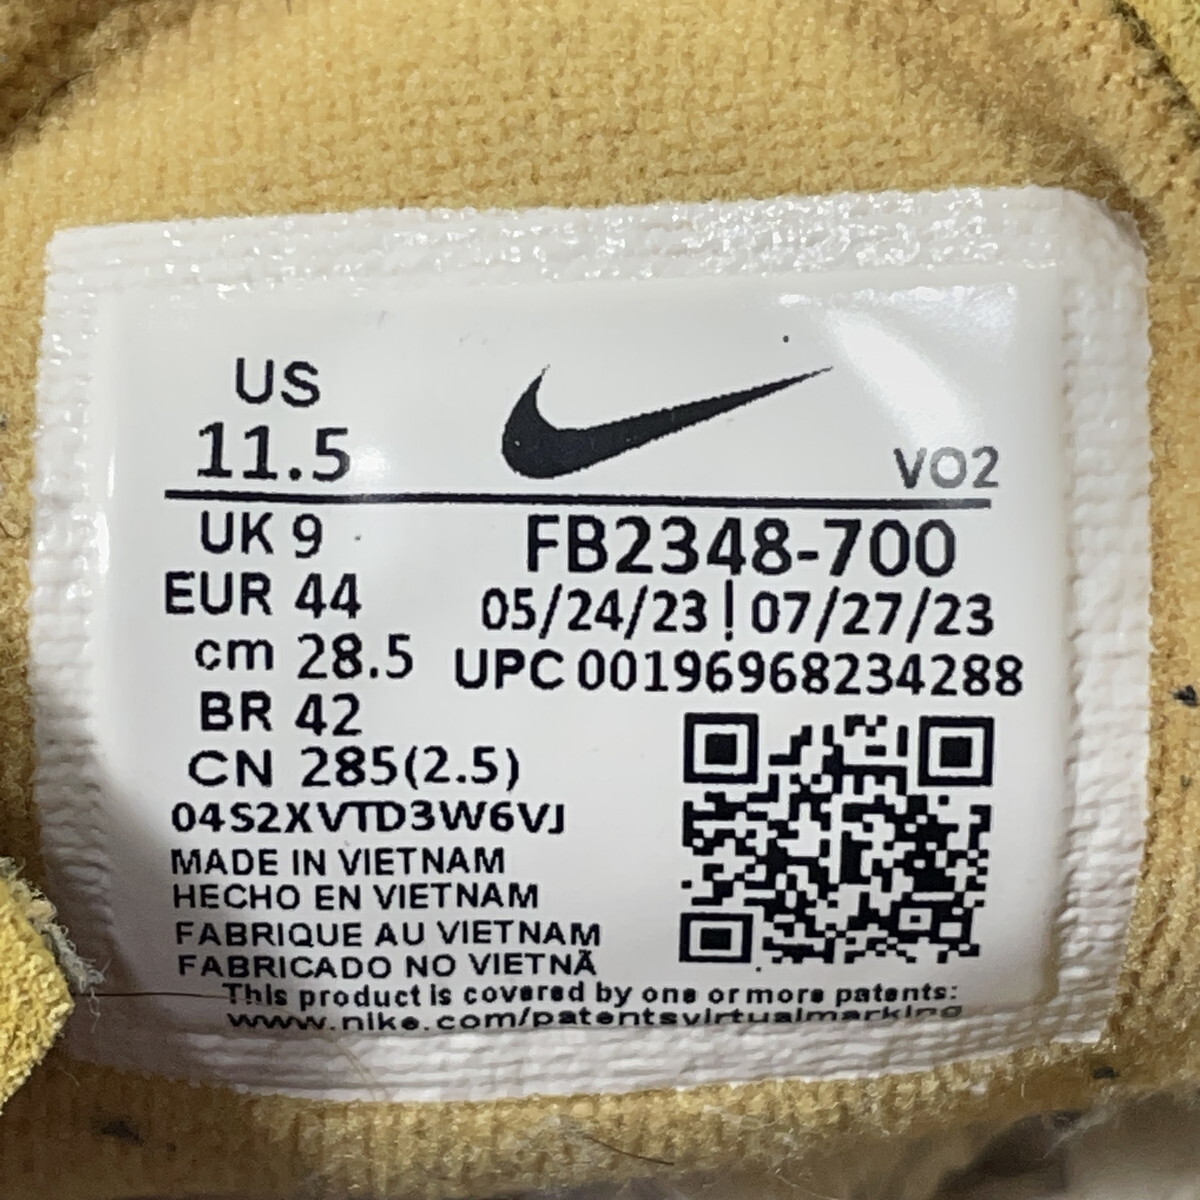 US
11.5
VO2
UK 9
FB2348-700
EUR 44
05/24/23 | 07/27/23
cm 28.5
UPC 00196968234288
BR 42
CN 285(2.5)
04S2XVTD3W6VJ
MADE IN VIETNAM
HECHO EN VIETNAM
FABRIQUE AU VIETNAM
FABRICADO NO VIETNÃ
This product is covered by one or more patents:
www.nike.com/patentsvirtualmarking